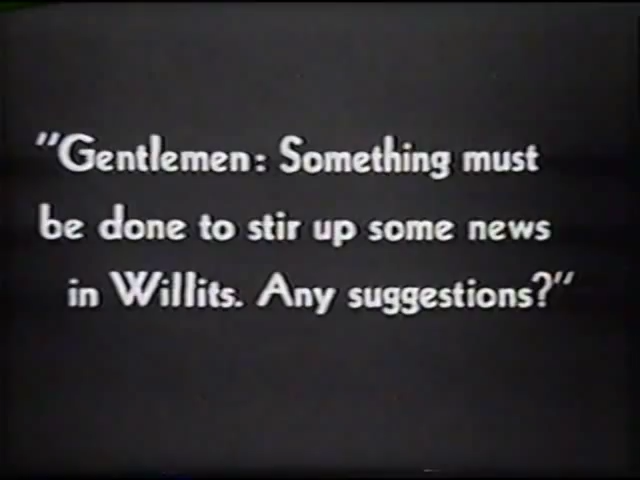 "Gentlemen: Something must
be done to stir up some news
in Willits. Any suggestions?"